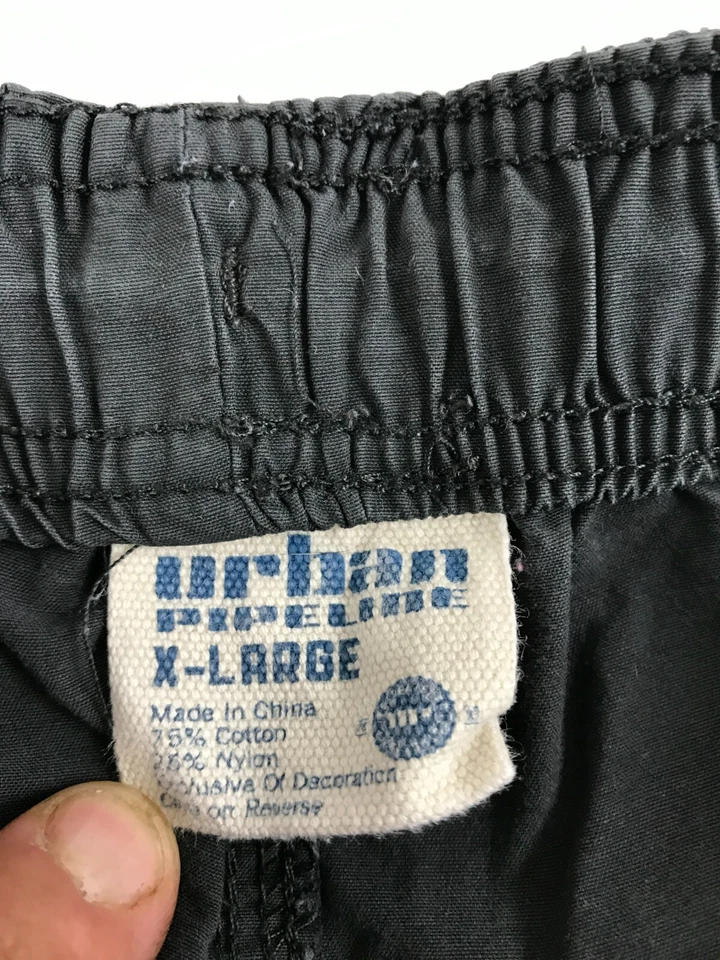 urban
PIPELINE
X-LARGE
Made In China
75% Cotton
25% Nylon
Exclusive Of Decoration
Care on Reverse